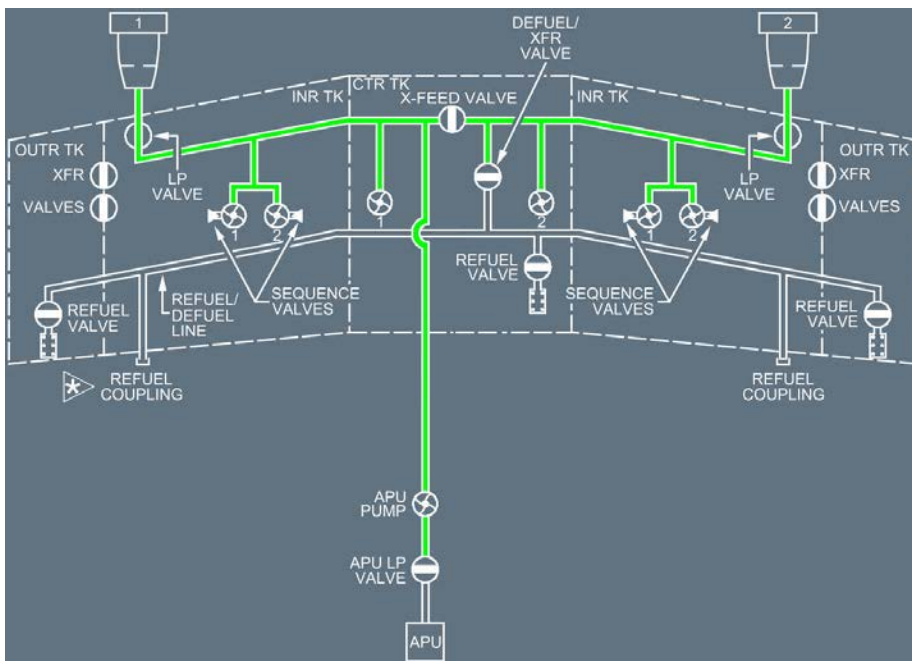 1
2
DEFUEL/
XFR
VALVE
INR TK
CTR TK
X-FEED VALVE
INR TK
OUTR TK
XFR
VALVES
LP
VALVE
LP
VALVE
OUTR TK
XFR
VALVES
1
2
1
2
1
2
REFUEL
VALVE
REFUEL/
DEFUEL
LINE
SEQUENCE
VALVES
REFUEL
VALVE
SEQUENCE
VALVES
REFUEL
VALVE
*
REFUEL
COUPLING
REFUEL
COUPLING
APU
PUMP
APU LP
VALVE
APU